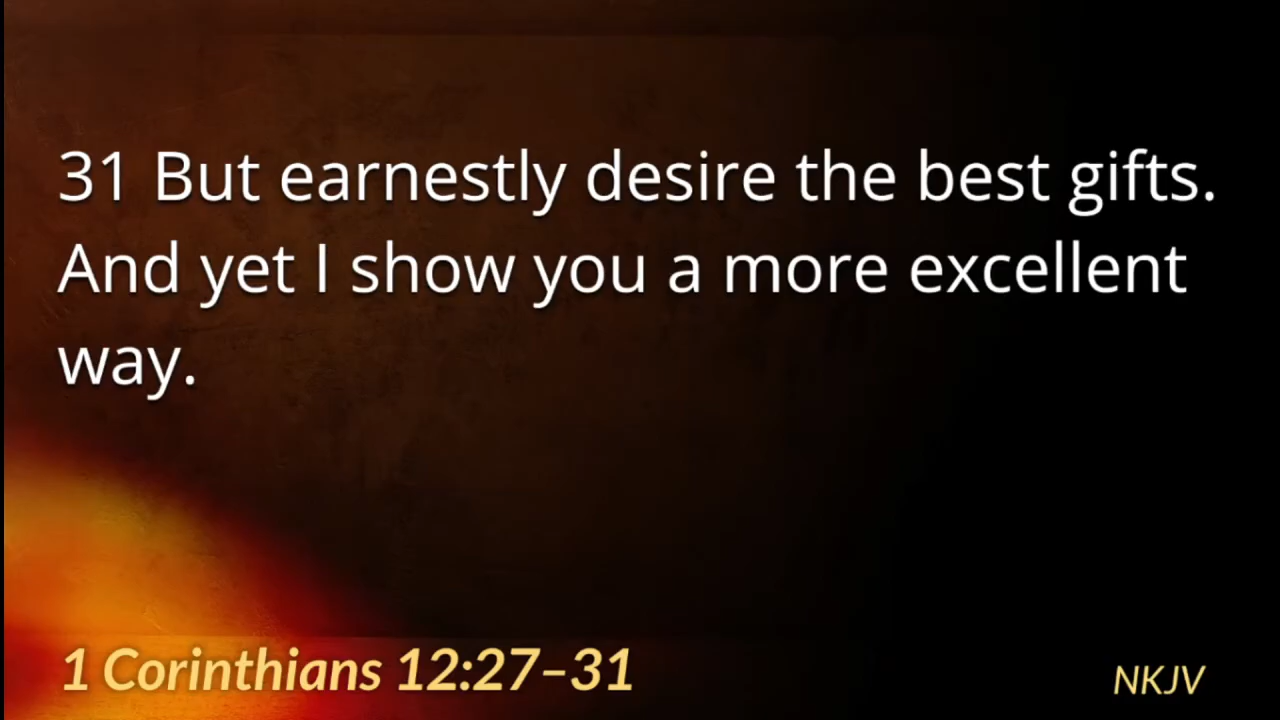 31 But earnestly desire the best gifts.
And yet I show you a more excellent
way.
1 Corinthians 12:27–31
NKJV